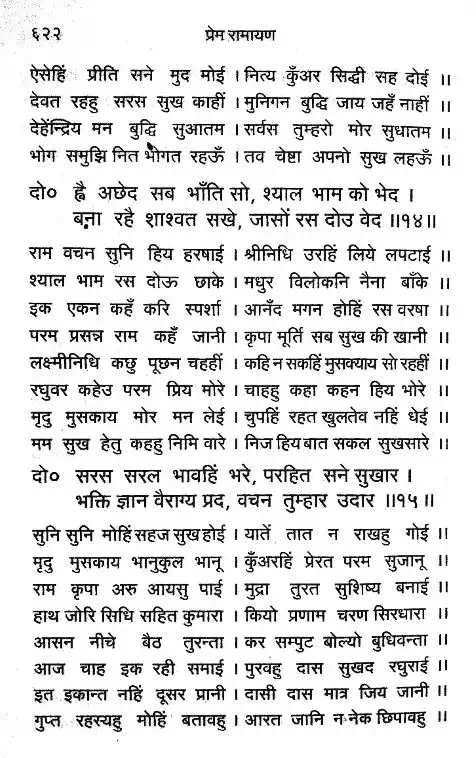 ६२२ प्रेम रामायण
ऐसेहिं प्रीति सने मुद मोई । नित्य कुँअर सिद्धी सह दोई ॥
देवत रहहु सरस सुख काहीं । मुनिगन बुद्धि जाय जहँ नाहीं ॥
देहेन्द्रिय मन बुद्धि सुआतम । सर्वस तुम्हरो मोर सुधातम ॥
भोग समुझि नित भोगत रहऊँ । तव चेष्टा अपनो सुख लहऊँ ॥
दो० ह्वै अछेद सब भाँति सो, श्याल भाम को भेद ।
बना रहै शाश्वत सखे, जासों रस दोउ वेद ॥१४॥
राम वचन सुनि हिय हरषाई । श्रीनिधि उरहिं लिये लपटाई ॥
श्याल भाम रस दोऊ छाके । मधुर विलोकनि नैना बाँके ॥
इक एकन कहँ करि स्पर्शा । आनँद मगन होहिं रस वरषा ॥
परम प्रसन्न राम कहँ जानी । कृपा मूर्ति सब सुख की खानी ॥
लक्ष्मीनिधि कछु पूछन चहहीं । कहि न सकहिं मुसक्याय सो रहहीं ॥
रघुवर कहेउ परम प्रिय मोरे । चाहहु कहा कहन हिय भोरे ॥
मृदु मुसकाय मोर मन लेई । चुपहिं रहत खुलतेव नहिं धेई ॥
मम सुख हेतु कहहु निमि वारे । निज हिय बात सकल सुखसारे ॥
दो० सरस सरल भावहिं भरे, परहित सने सुखार ।
भक्ति ज्ञान वैराग्य प्रद, वचन तुम्हार उदार ॥१५॥
सुनि सुनि मोहिं सहज सुख होई । यातें तात न राखहु गोई ॥
मृदु मुसकाय भानुकुल भानू । कुँअरहिं प्रेरत परम सुजानू ॥
राम कृपा अरु आयसु पाई । मुद्रा तुरत सुशिष्य बनाई ॥
हाथ जोरि सिधि सहित कुमारा । कियो प्रणाम चरण सिरधारा ॥
आसन नीचे बैठ तुरन्ता । कर सम्पुट बोल्यो बुधिवन्ता ॥
आज चाह इक रही समाई । पुरवहु दास सुखद रघुराई ॥
इत इकान्त नहिं दूसर प्रानी । दासी दास मात्र जिय जानी ॥
गुप्त रहस्यहु मोहिं बतावहु । आरत जानि न नेक छिपावहु ॥